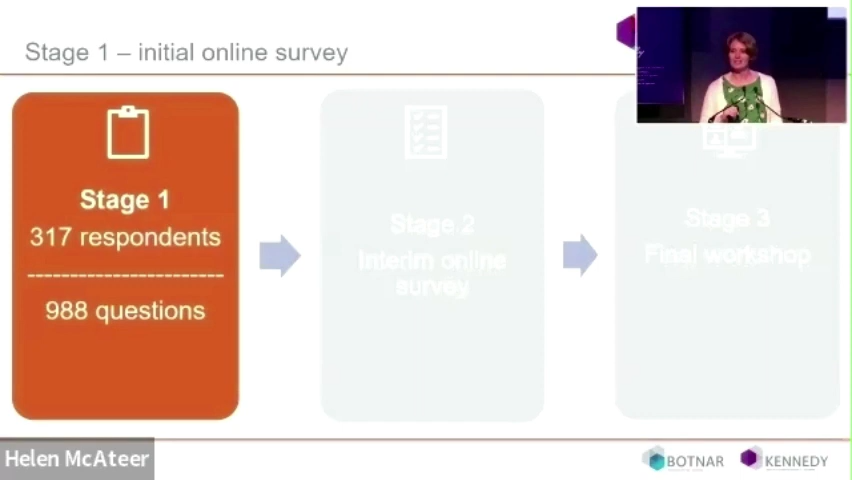 Stage 1 – initial online survey
Stage 1
317 respondents
-----------------------
988 questions
Stage 2
Interim online
survey
Stage 3
Final workshop
Helen McAteer
BOTNAR
KENNEDY